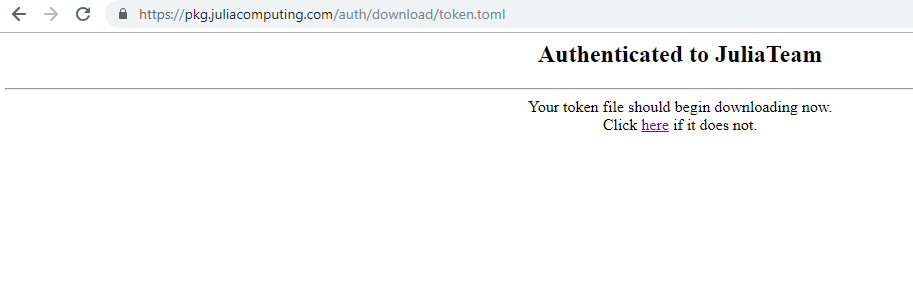 https://pkg.juliacomputing.com/auth/download/token.toml
Authenticated to JuliaTeam
Your token file should begin downloading now.
Click here if it does not.